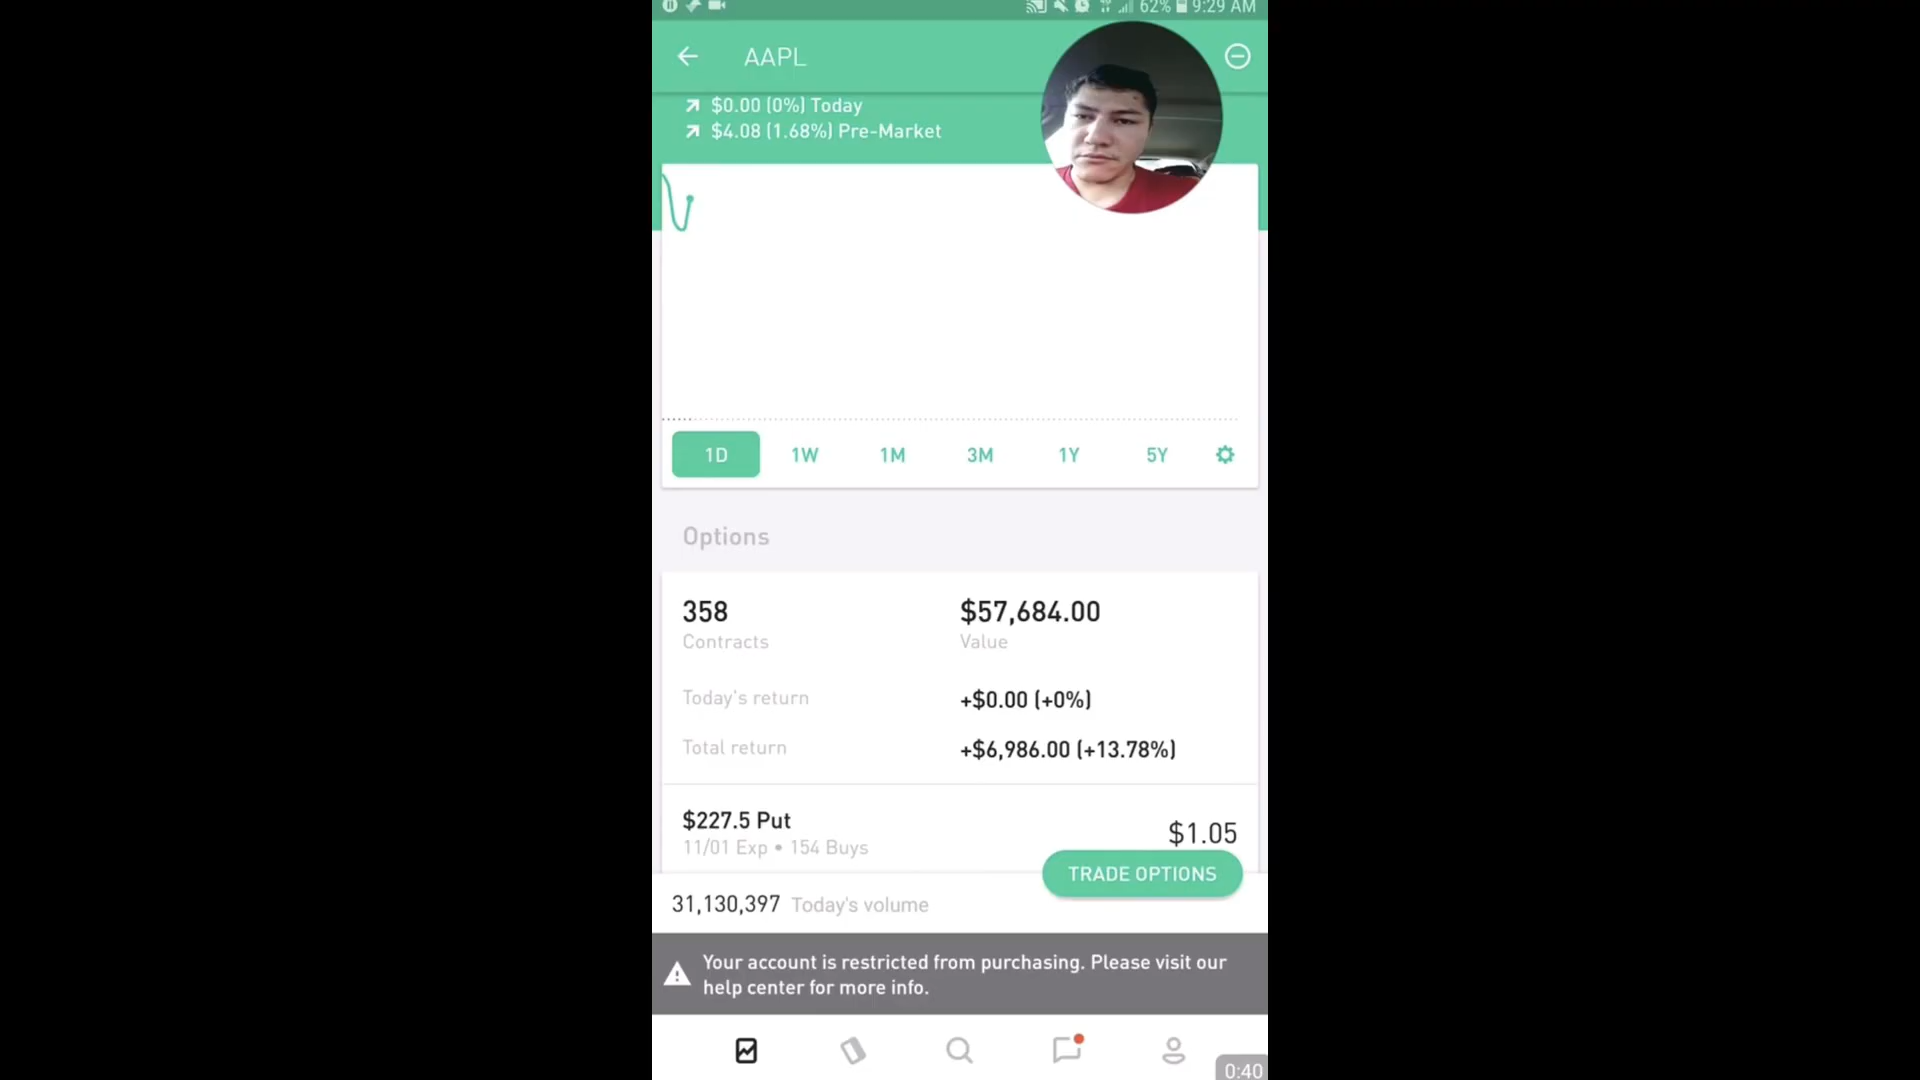 62% 9:29 AM
AAPL
$0.00 (0%) Today
$4.08 (1.68%) Pre-Market
1D 1W 1M 3M 1Y 5Y
Options
358 $57,684.00
Contracts Value
Today's return +$0.00 (+0%)
Total return +$6,986.00 (+13.78%)
$227.5 Put $1.05
11/01 Exp • 154 Buys
TRADE OPTIONS
31,130,397 Today's volume
Your account is restricted from purchasing. Please visit our
help center for more info.
0:40